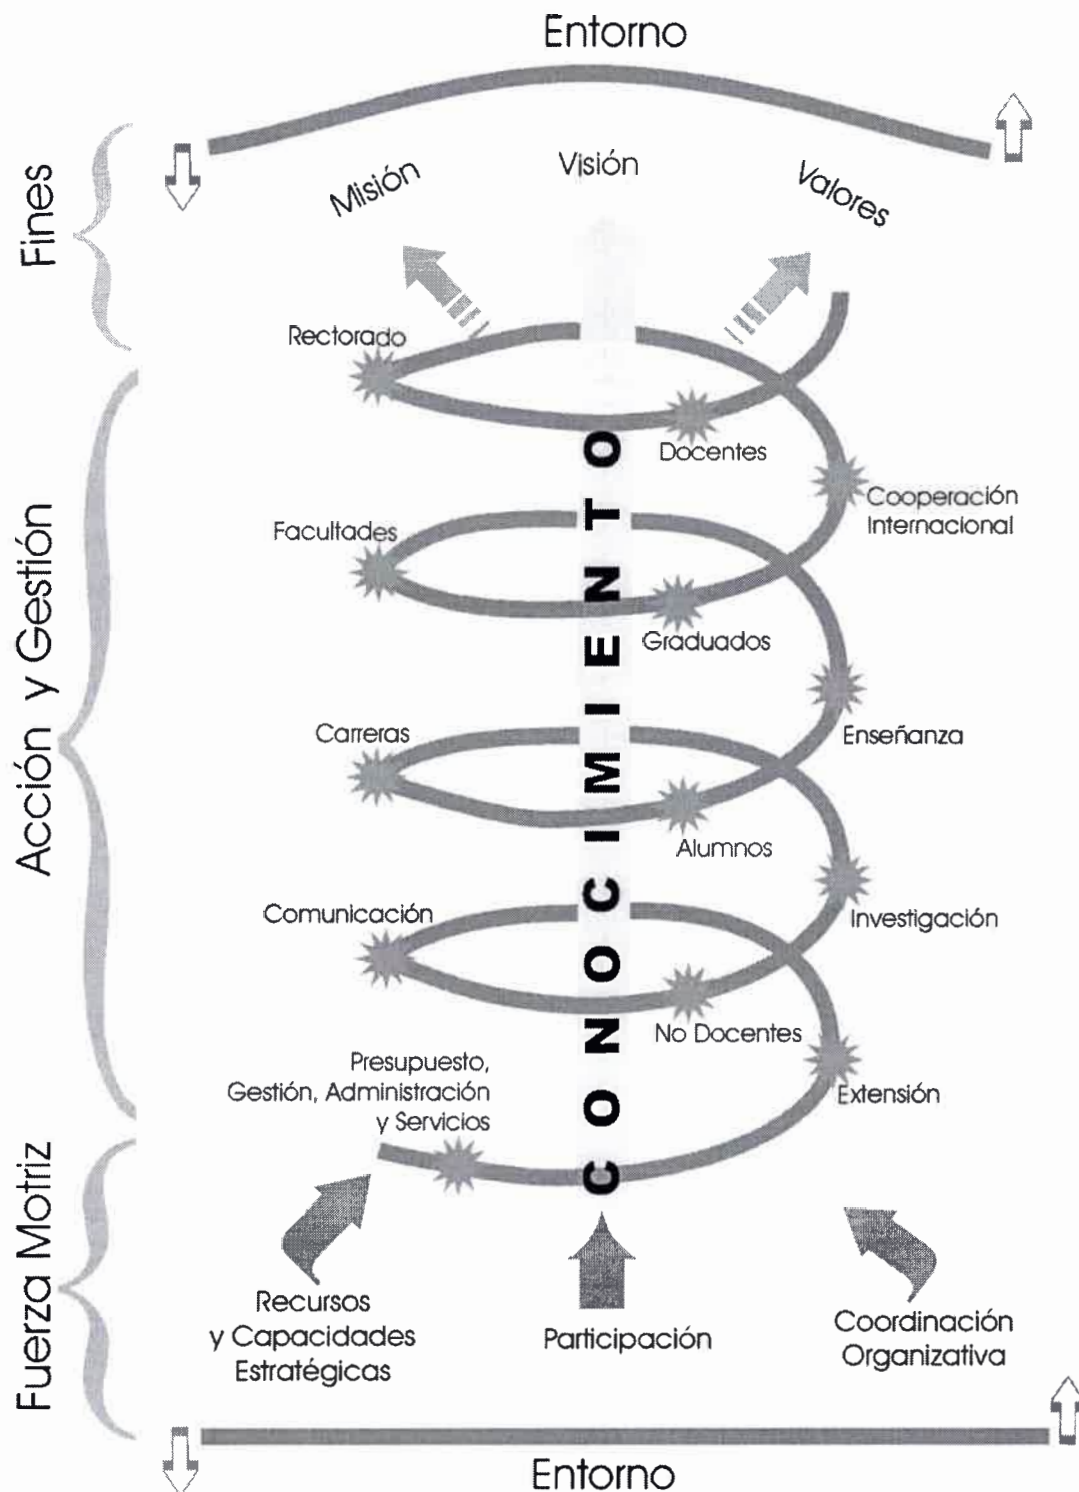 Entorno
Fines
Misión
Visión
Valores
Rectorado
Docentes
Cooperación
Internacional
Facultades
Graduados
Acción y Gestión
Enseñanza
Carreras
Alumnos
Investigación
Comunicación
No Docentes
Extensión
Presupuesto,
Gestión, Administración
y Servicios
CONOCIMIENTO
Fuerza Motriz
Recursos
y Capacidades
Estratégicas
Participación
Coordinación
Organizativa
Entorno